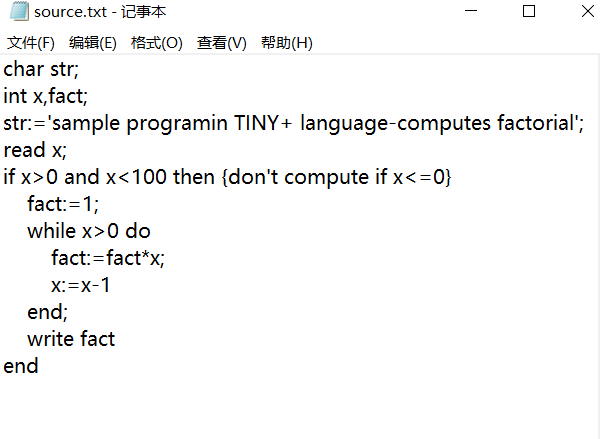 source.txt - 记事本
文件(F) 编辑(E) 格式(O) 查看(V) 帮助(H)
char str;
int x,fact;
str:='sample programin TINY+ language-computes factorial';
read x;
if x>0 and x<100 then {don't compute if x<=0}
    fact:=1;
    while x>0 do
        fact:=fact*x;
        x:=x-1
    end;
    write fact
end